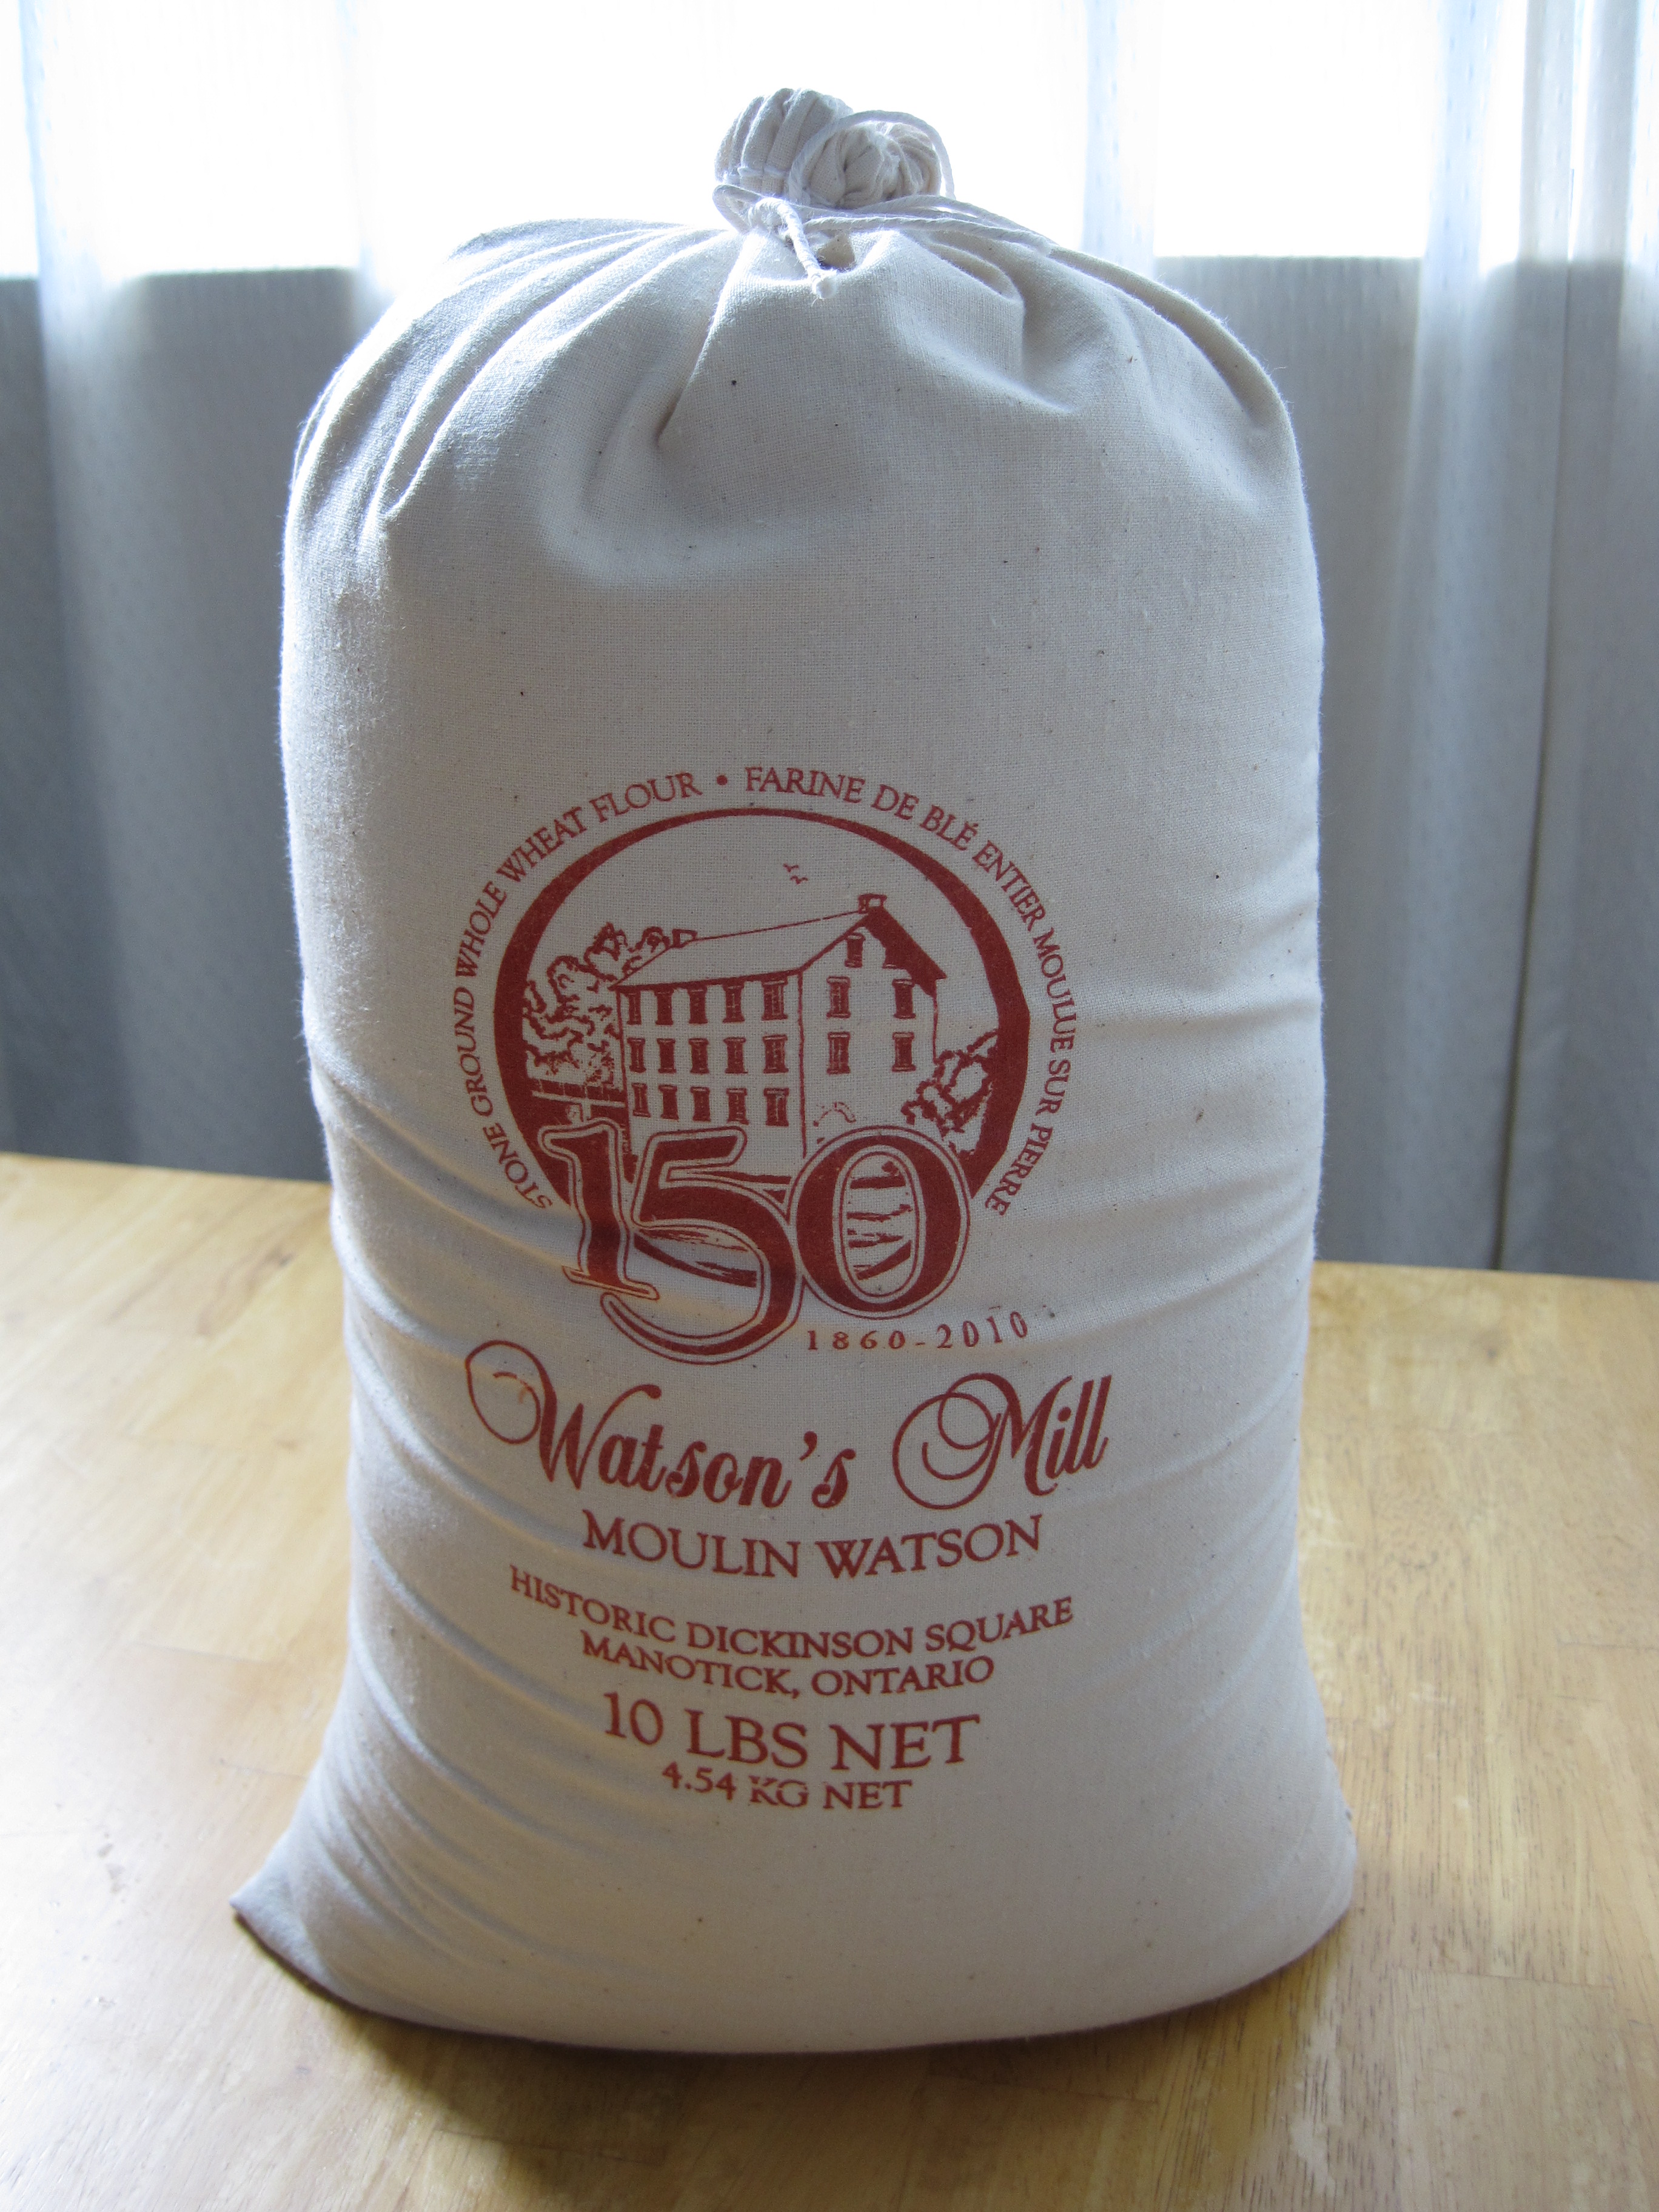 STONE GROUND WHOLE WHEAT FLOUR • FARINE DE BLÉ ENTIER MOULUE SUR PIERRE
150
1860-2010
Watson's Mill
MOULIN WATSON
HISTORIC DICKINSON SQUARE
MANOTICK, ONTARIO
10 LBS NET
4.54 KG NET